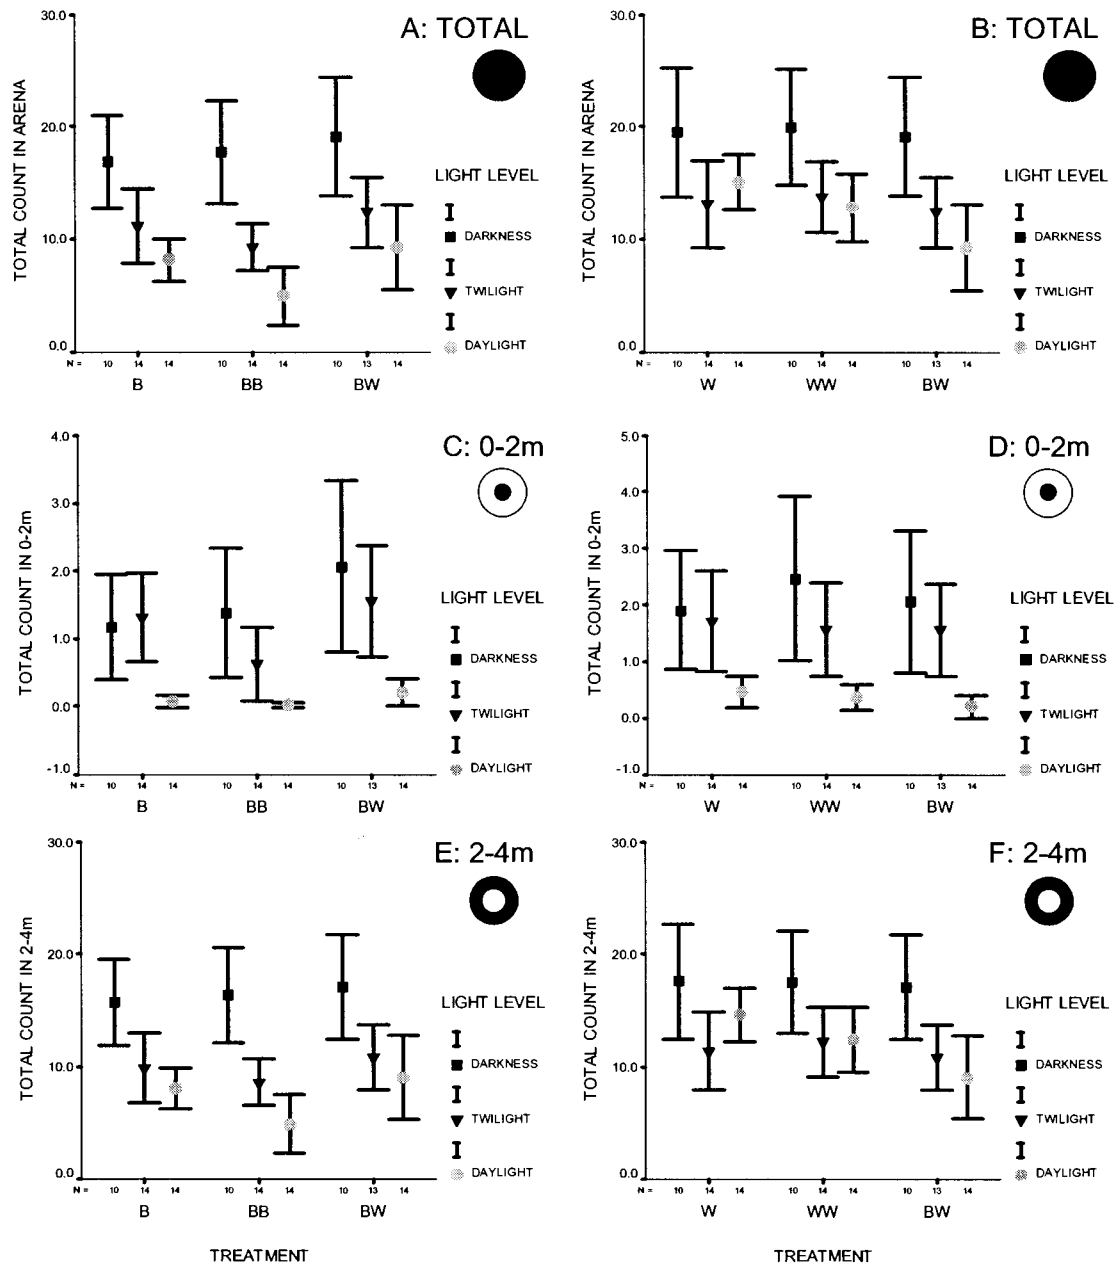 A: TOTAL
TOTAL COUNT IN ARENA
30.0
20.0
10.0
0.0
LIGHT LEVEL
DARKNESS
TWILIGHT
DAYLIGHT
N = 10 14 14 10 14 14 10 13 14
B BB BW
B: TOTAL
TOTAL COUNT IN ARENA
30.0
20.0
10.0
0.0
LIGHT LEVEL
DARKNESS
TWILIGHT
DAYLIGHT
N = 10 14 14 10 14 14 10 13 14
W WW BW
C: 0-2m
TOTAL COUNT IN 0-2m
4.0
3.0
2.0
1.0
0.0
-1.0
LIGHT LEVEL
DARKNESS
TWILIGHT
DAYLIGHT
N = 10 14 14 10 14 14 10 13 14
B BB BW
D: 0-2m
TOTAL COUNT IN 0-2m
5.0
4.0
3.0
2.0
1.0
0.0
-1.0
LIGHT LEVEL
DARKNESS
TWILIGHT
DAYLIGHT
N = 10 14 14 10 14 14 10 13 14
W WW BW
E: 2-4m
TOTAL COUNT IN 2-4m
30.0
20.0
10.0
0.0
LIGHT LEVEL
DARKNESS
TWILIGHT
DAYLIGHT
N = 10 14 14 10 14 14 10 13 14
B BB BW
TREATMENT
F: 2-4m
TOTAL COUNT IN 2-4m
30.0
20.0
10.0
0.0
LIGHT LEVEL
DARKNESS
TWILIGHT
DAYLIGHT
N = 10 14 14 10 14 14 10 13 14
W WW BW
TREATMENT